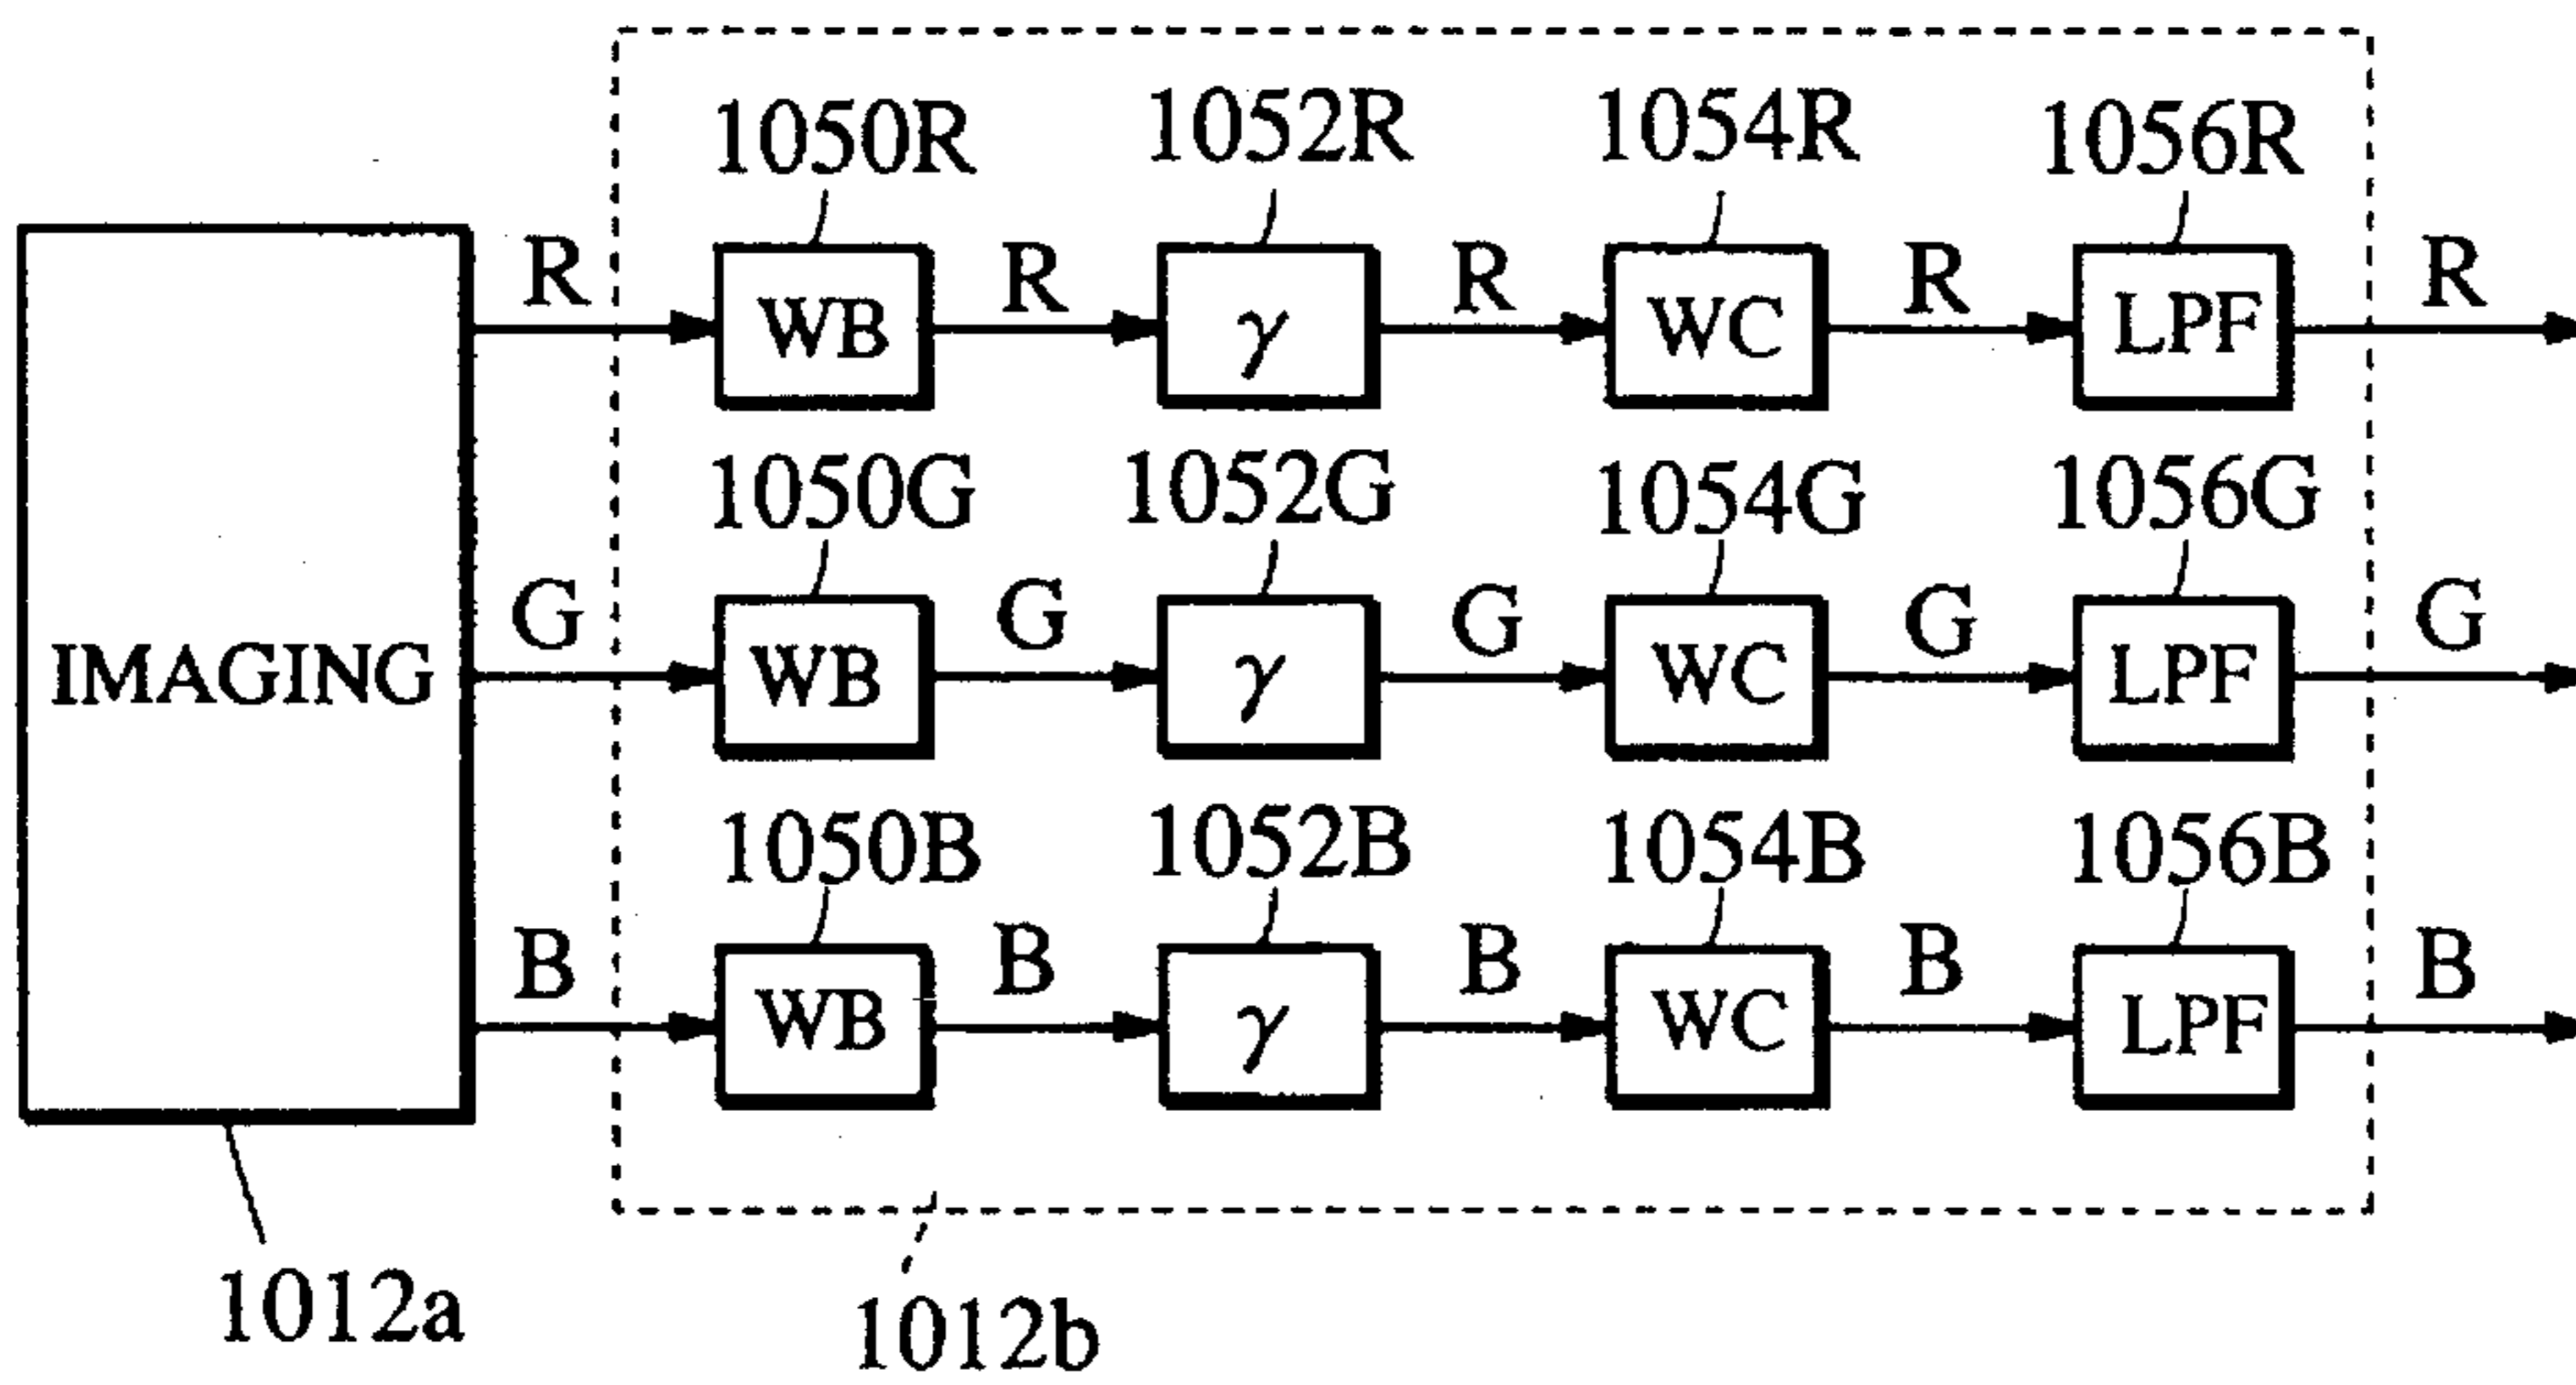 1050R 1052R 1054R 1056R
R R R R R
WB γ WC LPF
1050G 1052G 1054G 1056G
G G G G G
IMAGING WB γ WC LPF
1050B 1052B 1054B 1056B
B B B B B
WB γ WC LPF
1012a
1012b